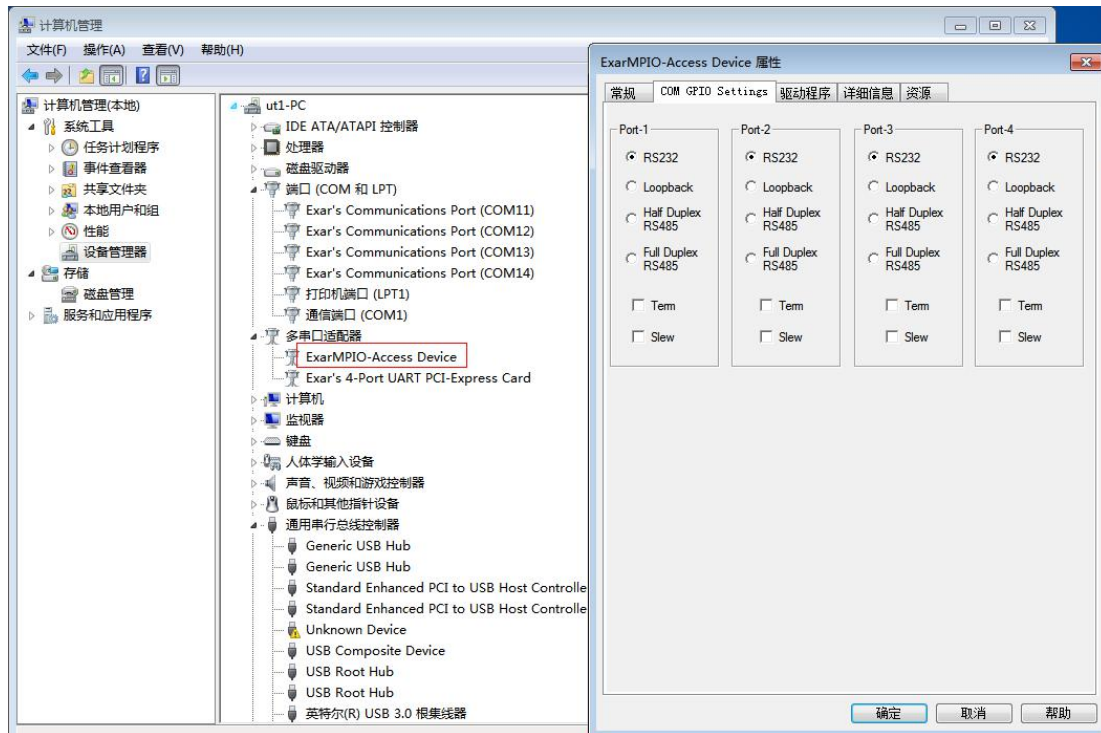 计算机管理
文件(F) 操作(A) 查看(V) 帮助(H)
计算机管理(本地)
系统工具
任务计划程序
事件查看器
共享文件夹
本地用户和组
性能
设备管理器
存储
磁盘管理
服务和应用程序
ut1-PC
IDE ATA/ATAPI 控制器
处理器
磁盘驱动器
端口 (COM 和 LPT)
Exar's Communications Port (COM11)
Exar's Communications Port (COM12)
Exar's Communications Port (COM13)
Exar's Communications Port (COM14)
打印机端口 (LPT1)
通信端口 (COM1)
多串口适配器
ExarMPIO-Access Device
Exar's 4-Port UART PCI-Express Card
计算机
监视器
键盘
人体学输入设备
声音、视频和游戏控制器
鼠标和其他指针设备
通用串行总线控制器
Generic USB Hub
Generic USB Hub
Standard Enhanced PCI to USB Host Controlle
Standard Enhanced PCI to USB Host Controlle
Unknown Device
USB Composite Device
USB Root Hub
USB Root Hub
英特尔(R) USB 3.0 根集线器
ExarMPIO-Access Device 属性
常规 COM GPIO Settings 驱动程序 详细信息 资源
Port-1 Port-2 Port-3 Port-4
RS232 RS232 RS232 RS232
Loopback Loopback Loopback Loopback
Half Duplex Half Duplex Half Duplex Half Duplex
RS485 RS485 RS485 RS485
Full Duplex Full Duplex Full Duplex Full Duplex
RS485 RS485 RS485 RS485
Term Term Term Term
Slew Slew Slew Slew
确定 取消 帮助